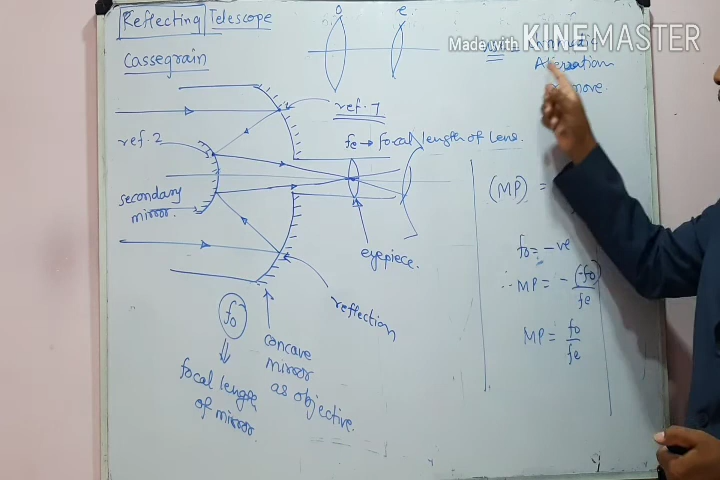 Reflecting Telescope
Cassegrain
o
e
Made with KINEMASTER
Aberration
ref. 1
fe → focal length of lens.
ref. 2
secondary
mirror.
eyepiece.
reflection
fo
focal length
of mirror
concave
mirror
as objective.
(MP) =
fo = -ve
∴ MP = - (-fo)
fe
MP = fo
fe